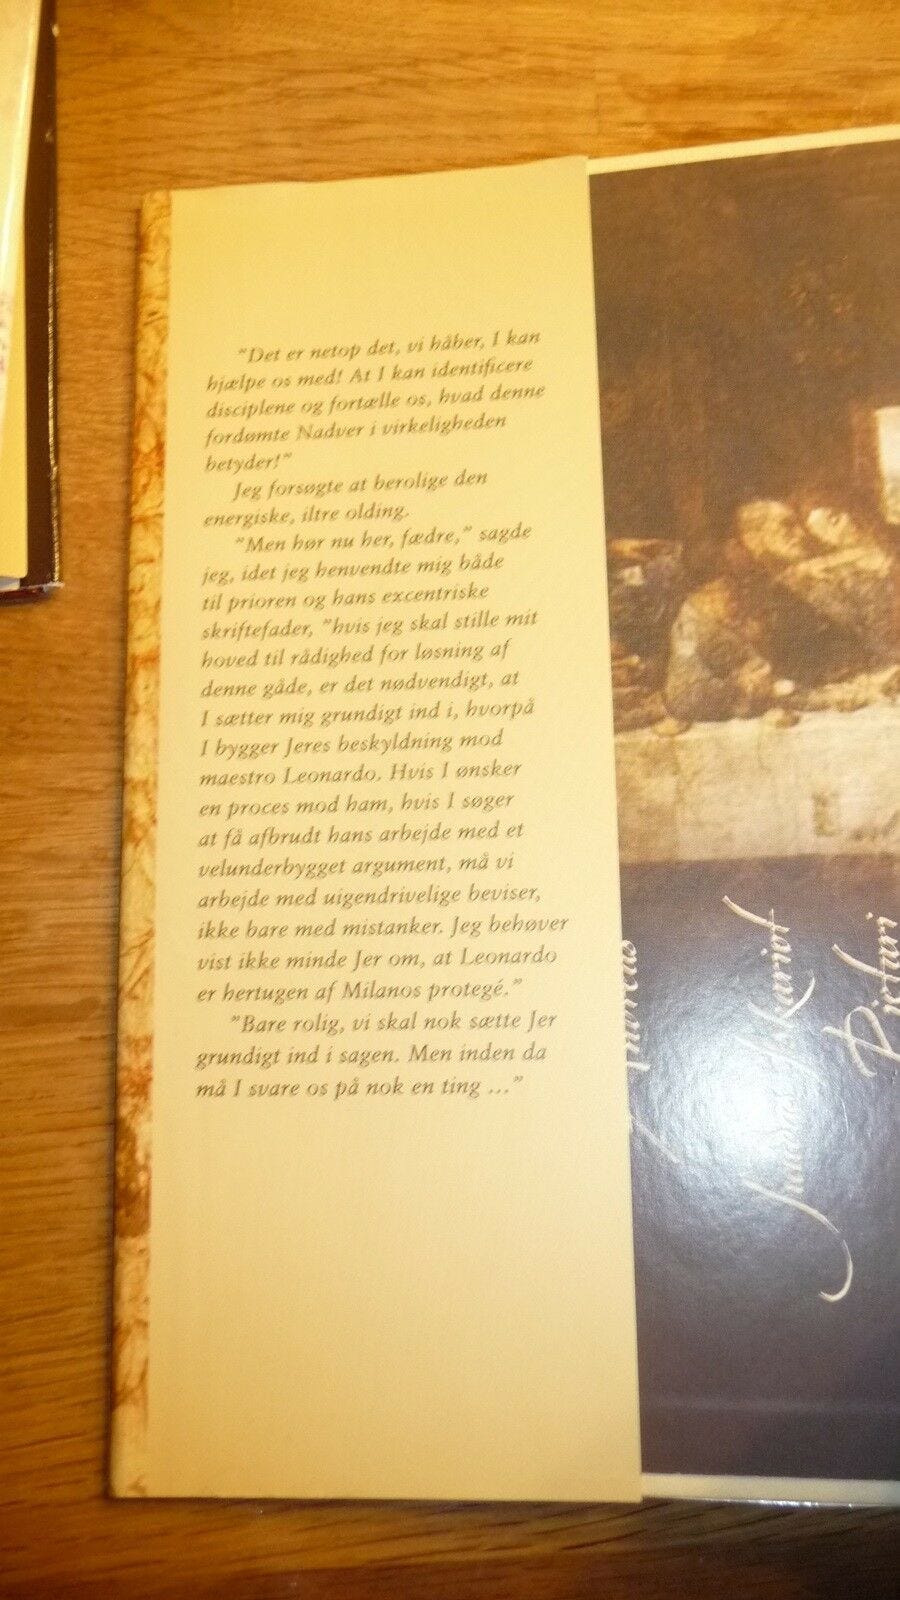 "Det er netop det, vi håber, I kan
hjælpe os med! At I kan identificere
disciplene og fortælle os, hvad denne
fordømte Nadver i virkeligheden
betyder!"
Jeg forsøgte at berolige den
energiske, iltre olding.
"Men hør nu her, fædre," sagde
jeg, idet jeg henvendte mig både
til prioren og hans excentriske
skriftefader, "hvis jeg skal stille mit
hoved til rådighed for løsning af
denne gåde, er det nødvendigt, at
I sætter mig grundigt ind i, hvorpå
I bygger Jeres beskyldning mod
maestro Leonardo. Hvis I ønsker
en proces mod ham, hvis I søger
at få afbrudt hans arbejde med et
velunderbygget argument, må vi
arbejde med uigendrivelige beviser,
ikke bare med mistanker. Jeg behøver
vist ikke minde Jer om, at Leonardo
er hertugen af Milanos protegé."
"Bare rolig, vi skal nok sætte Jer
grundigt ind i sagen. Men inden da
må I svare os på nok en ting ..."